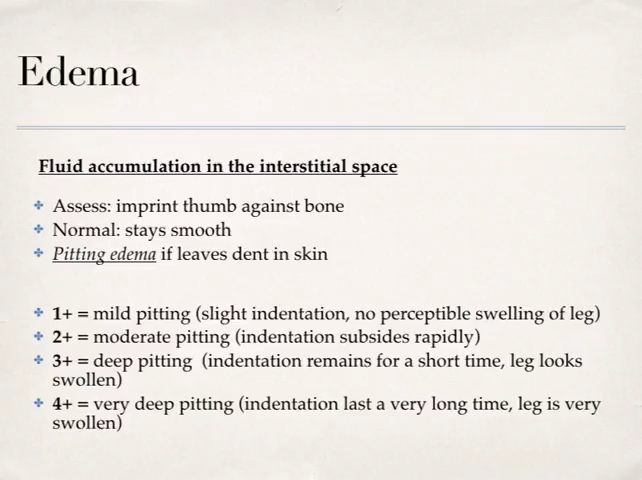 Edema
Fluid accumulation in the interstitial space
Assess: imprint thumb against bone
Normal: stays smooth
Pitting edema if leaves dent in skin
1+ = mild pitting (slight indentation, no perceptible swelling of leg)
2+ = moderate pitting (indentation subsides rapidly)
3+ = deep pitting (indentation remains for a short time, leg looks
swollen)
4+ = very deep pitting (indentation last a very long time, leg is very
swollen)